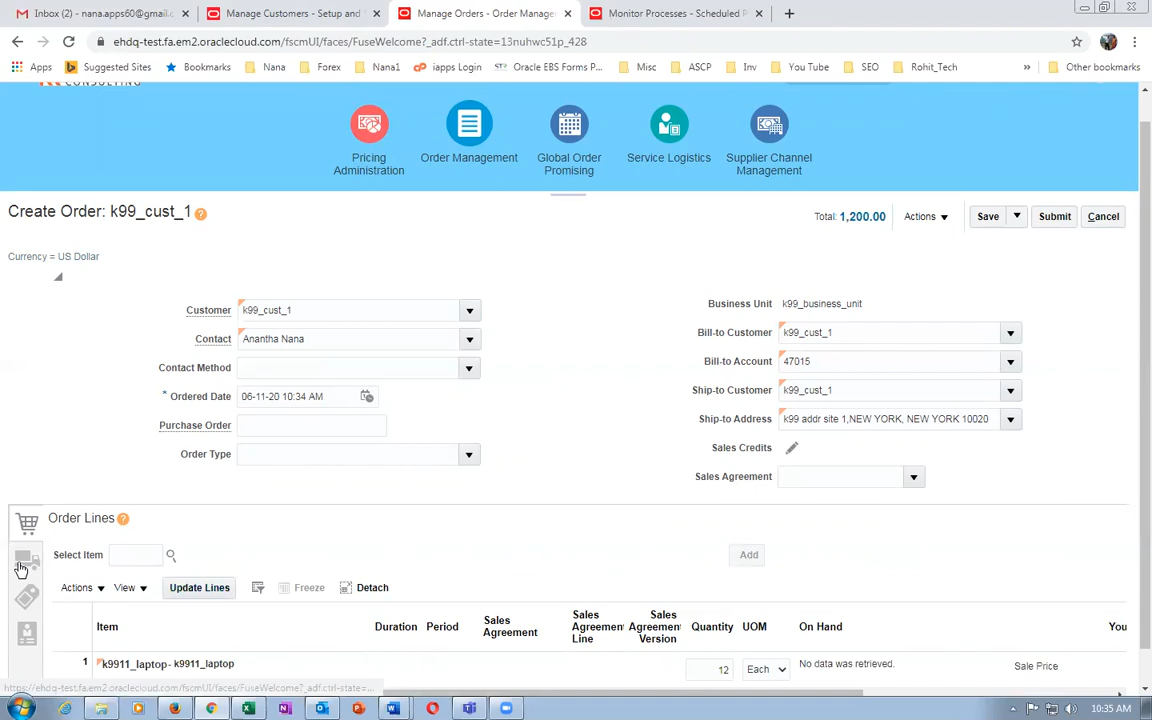 nana.apps60@gmail.c
Manage Customers - Setup and
Manage Orders - Order Manage
Monitor Processes - Scheduled P
ehdq-test.fa.em2.oraclecloud.com/fscmUI/faces/FuseWelcome?_adf.ctrl-state=13nuhwc51p_428
Apps Suggested Sites Bookmarks Nana Forex Nana1 iapps Login Oracle EBS Forms P... Misc ASCP Inv You Tube SEO Rohit_Tech » Other bookmarks
CONSULTING
Pricing Administration
Order Management
Global Order Promising
Service Logistics
Supplier Channel Management
Create Order: k99_cust_1 ?
Total: 1,200.00 Actions Save Submit Cancel
Currency = US Dollar
Customer k99_cust_1
Contact Anantha Nana
Contact Method
* Ordered Date 06-11-20 10:34 AM
Purchase Order
Order Type
Business Unit k99_business_unit
Bill-to Customer k99_cust_1
Bill-to Account 47015
Ship-to Customer k99_cust_1
Ship-to Address k99 addr site 1,NEW YORK, NEW YORK 10020
Sales Credits
Sales Agreement
Order Lines ?
Select Item Add
Actions View Update Lines Freeze Detach
Item Duration Period Sales Agreement Sales Agreement Line Sales Agreement Version Quantity UOM On Hand You
1 k9911_laptop- k9911_laptop 12 Each No data was retrieved. Sale Price
https://ehdq-test.fa.em2.oraclecloud.com/fscmUI/faces/FuseWelcome?_adf.ctrl-state=...
10:35 AM